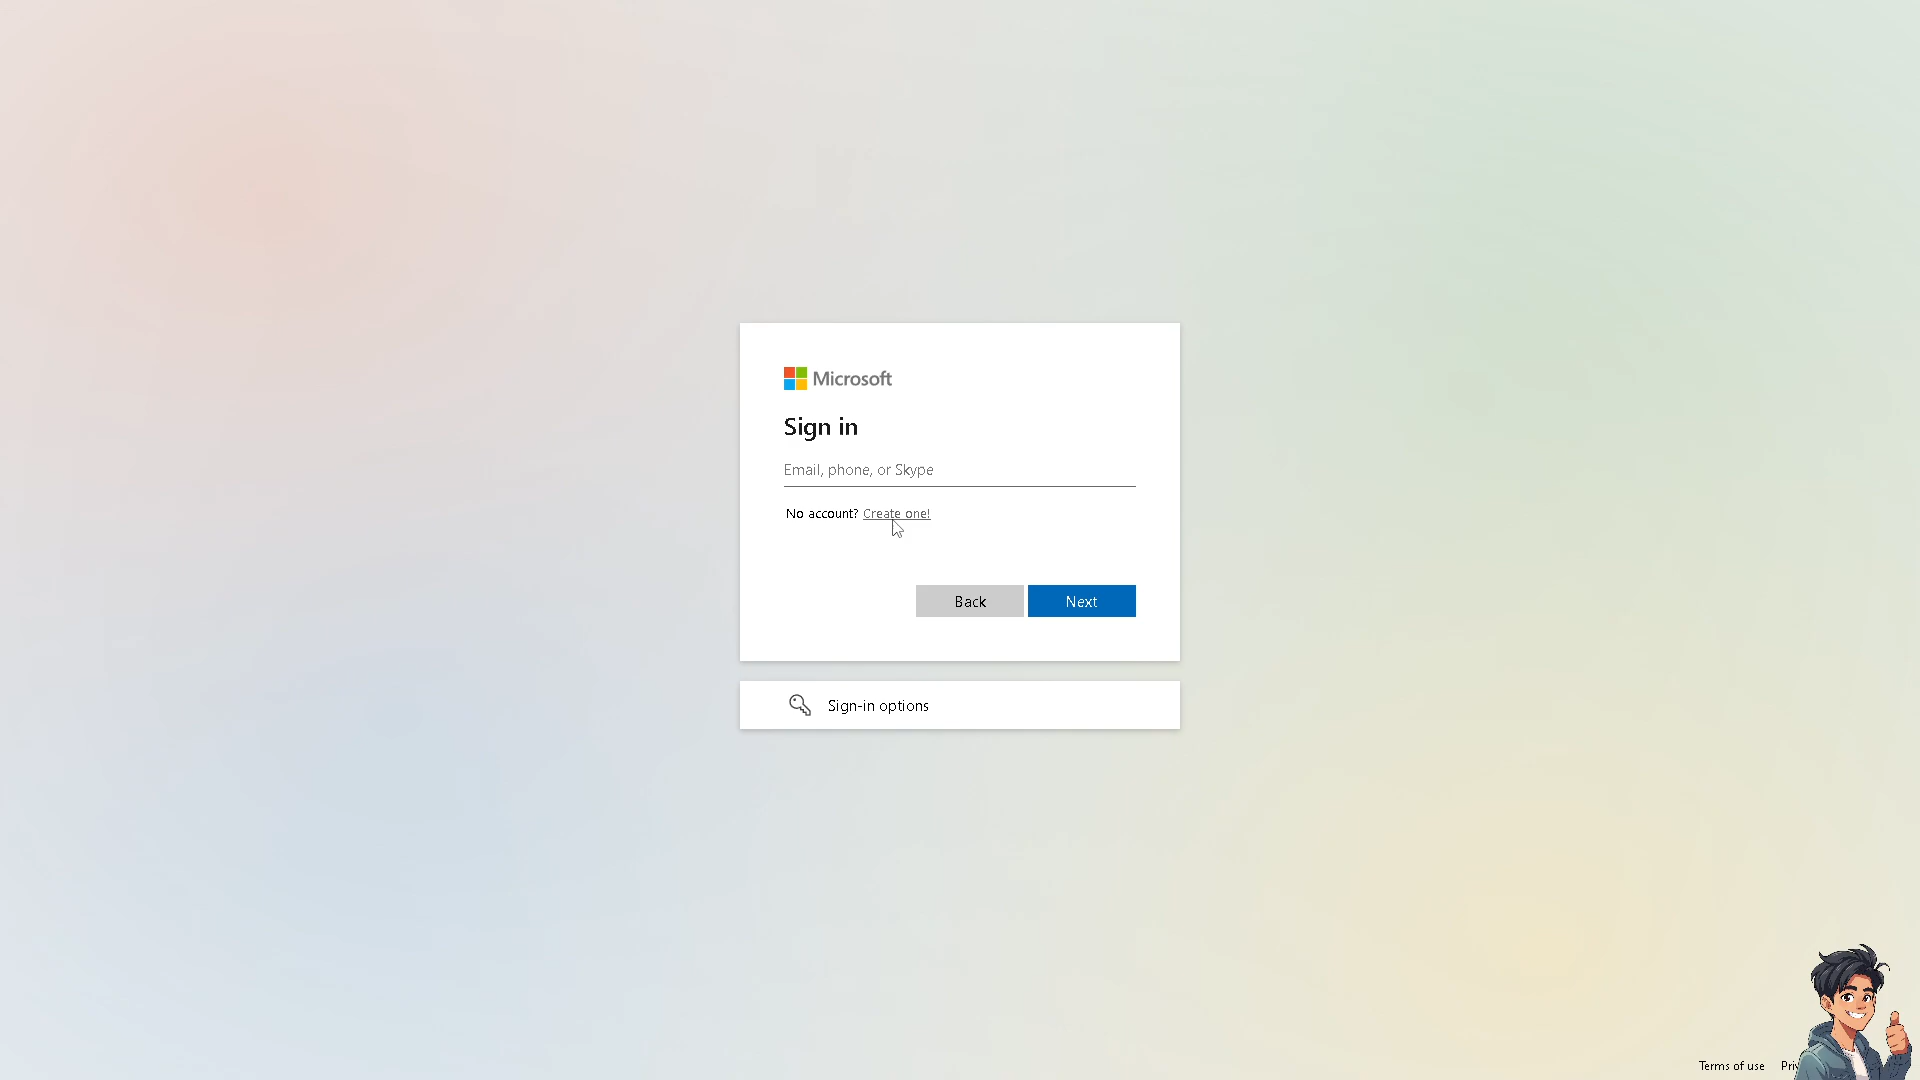 Microsoft
Sign in
Email, phone, or Skype
No account? Create one!
Back
Next
Sign-in options
Terms of use